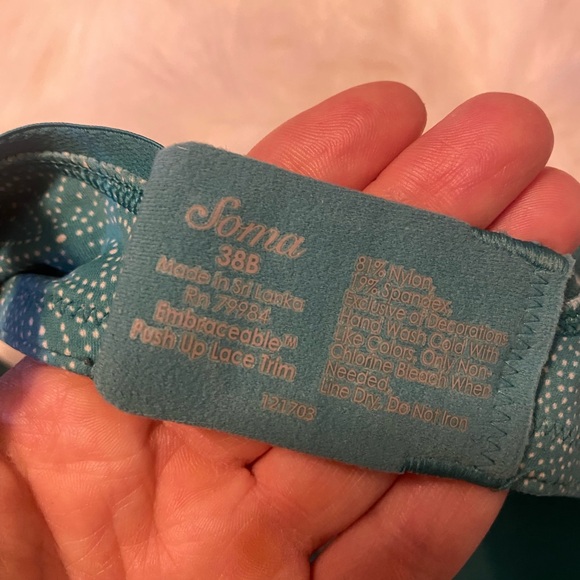 Soma
38B
Made in Sri Lanka
Rn 79984
Embraceable™
Push Up Lace Trim
121703
81% Nylon,
19% Spandex,
Exclusive of Decorations
Hand Wash Cold With
Like Colors. Only Non-
Chlorine Bleach When
Needed.
Line Dry. Do Not Iron